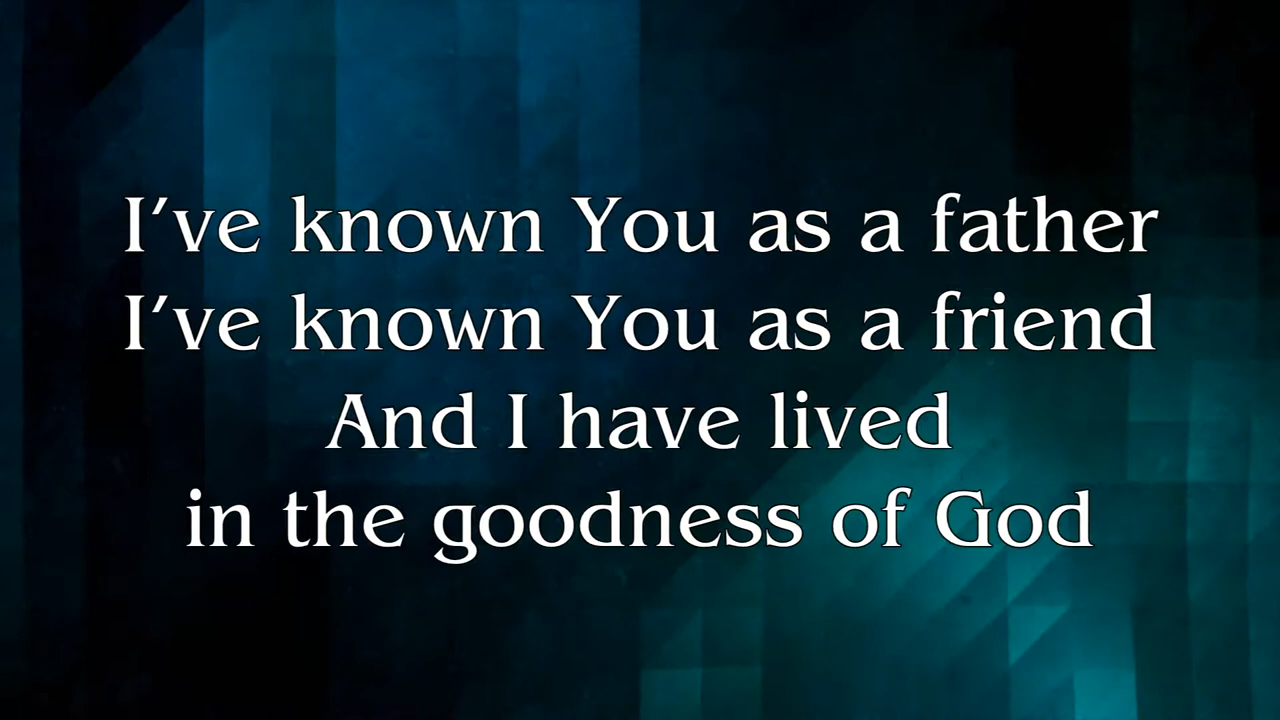 I’ve known You as a father
I’ve known You as a friend
And I have lived
in the goodness of God